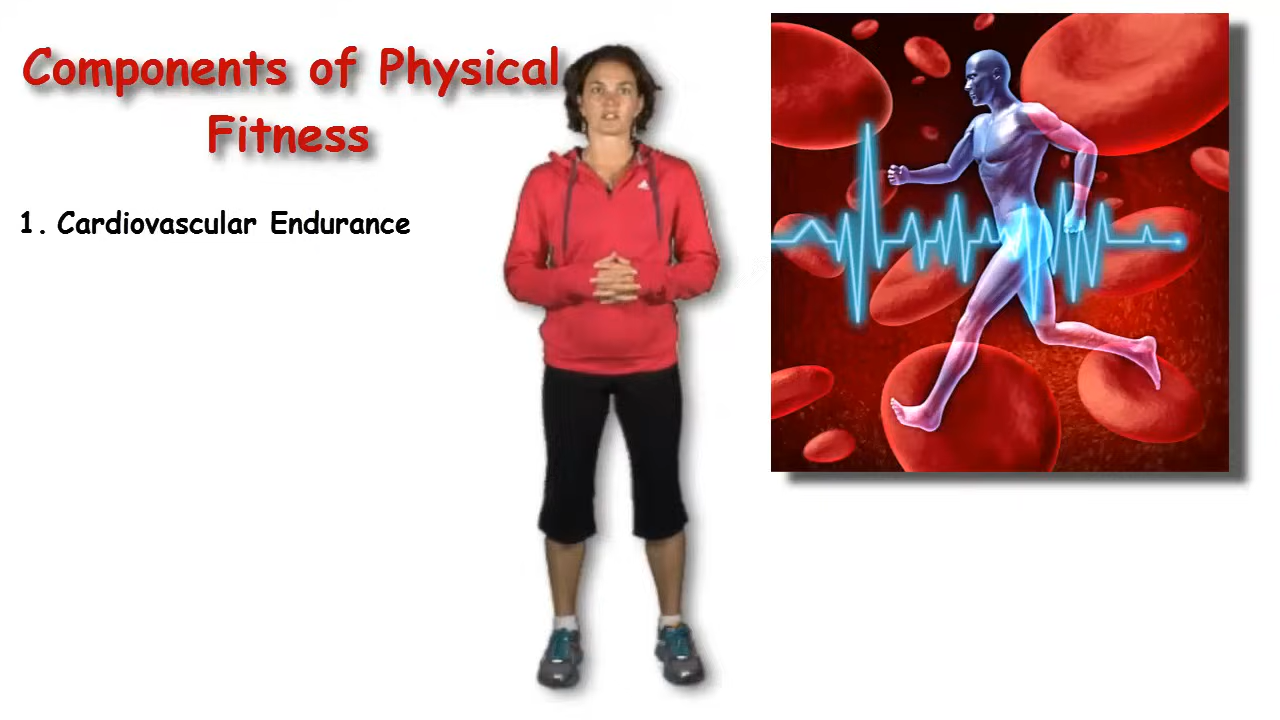 Components of Physical
Fitness
1. Cardiovascular Endurance